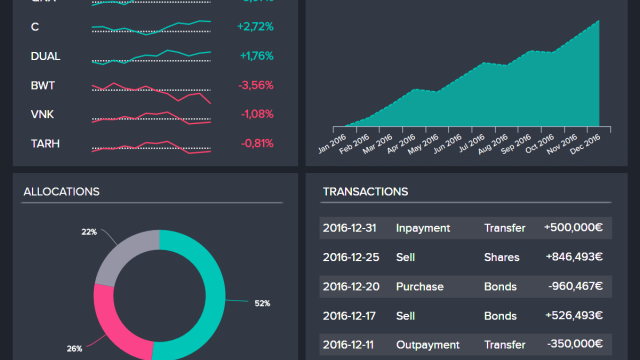 C +2,72%
DUAL +1,76%
BWT -3,56%
VNK -1,08%
TARH -0,81%
Jan 2016 Feb 2016 Mar 2016 Apr 2016 May 2016 Jun 2016 Jul 2016 Aug 2016 Sep 2016 Oct 2016 Nov 2016 Dec 2016
ALLOCATIONS
22%
52%
26%
TRANSACTIONS
2016-12-31 Inpayment Transfer +500,000€
2016-12-25 Sell Shares +846,493€
2016-12-20 Purchase Bonds -960,467€
2016-12-17 Sell Bonds +526,493€
2016-12-11 Outpayment Transfer -350,000€